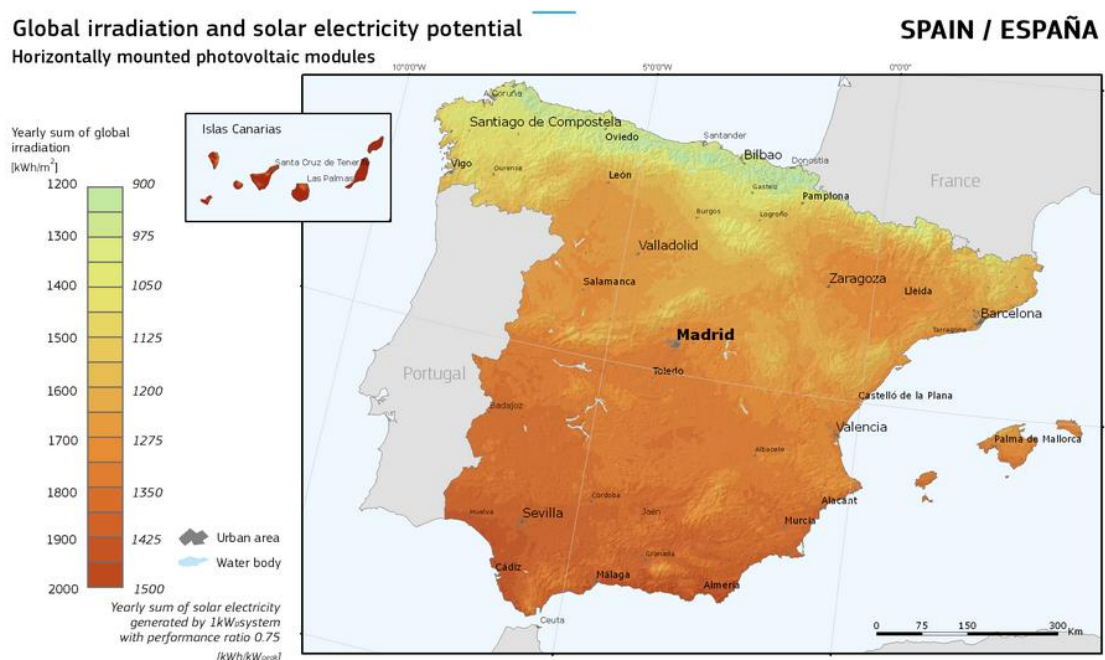 Global irradiation and solar electricity potential
Horizontally mounted photovoltaic modules
SPAIN / ESPAÑA
10°0'0"W
5°0'0"W
0°0'0"
Yearly sum of global
irradiation
[kWh/m²]
1200 900
1300 975
1400 1050
1500 1125
1600 1200
1700 1275
1800 1350
1900 1425
2000 1500
Urban area
Water body
Yearly sum of solar electricity
generated by 1kWp system
with performance ratio 0.75
[kWh/kWpeak]
Islas Canarias
Santa Cruz de Tener
Las Palmas
A Coruña
Santiago de Compostela
Oviedo
Santander
Bilbao
Donostia
Vigo
Ourense
León
Gasteiz
Pamplona
France
Burgos
Logroño
Valladolid
Salamanca
Zaragoza
Lleida
Barcelona
Tarragona
Madrid
Toledo
Portugal
Castelló de la Plana
Badajoz
Valencia
Palma de Mallorca
Albacete
Alacant
Córdoba
Huelva
Sevilla
Jaén
Murcia
Granada
Cádiz
Málaga
Almería
Ceuta
0 75 150 300
Km